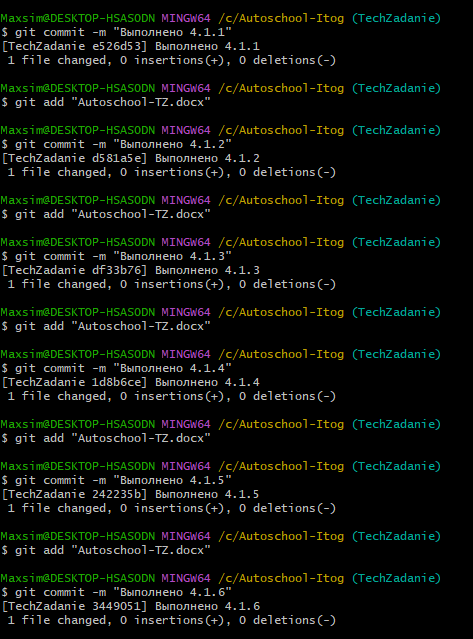 Maxsim@DESKTOP-HSASODN MINGW64 /c/Autoschool-Itog (TechZadanie)
$ git commit -m "Выполнено 4.1.1"
[TechZadanie e526d53] Выполнено 4.1.1
 1 file changed, 0 insertions(+), 0 deletions(-)

Maxsim@DESKTOP-HSASODN MINGW64 /c/Autoschool-Itog (TechZadanie)
$ git add "Autoschool-TZ.docx"

Maxsim@DESKTOP-HSASODN MINGW64 /c/Autoschool-Itog (TechZadanie)
$ git commit -m "Выполнено 4.1.2"
[TechZadanie d581a5e] Выполнено 4.1.2
 1 file changed, 0 insertions(+), 0 deletions(-)

Maxsim@DESKTOP-HSASODN MINGW64 /c/Autoschool-Itog (TechZadanie)
$ git add "Autoschool-TZ.docx"

Maxsim@DESKTOP-HSASODN MINGW64 /c/Autoschool-Itog (TechZadanie)
$ git commit -m "Выполнено 4.1.3"
[TechZadanie df33b76] Выполнено 4.1.3
 1 file changed, 0 insertions(+), 0 deletions(-)

Maxsim@DESKTOP-HSASODN MINGW64 /c/Autoschool-Itog (TechZadanie)
$ git add "Autoschool-TZ.docx"

Maxsim@DESKTOP-HSASODN MINGW64 /c/Autoschool-Itog (TechZadanie)
$ git commit -m "Выполнено 4.1.4"
[TechZadanie 1d8b6ce] Выполнено 4.1.4
 1 file changed, 0 insertions(+), 0 deletions(-)

Maxsim@DESKTOP-HSASODN MINGW64 /c/Autoschool-Itog (TechZadanie)
$ git add "Autoschool-TZ.docx"

Maxsim@DESKTOP-HSASODN MINGW64 /c/Autoschool-Itog (TechZadanie)
$ git commit -m "Выполнено 4.1.5"
[TechZadanie 242235b] Выполнено 4.1.5
 1 file changed, 0 insertions(+), 0 deletions(-)

Maxsim@DESKTOP-HSASODN MINGW64 /c/Autoschool-Itog (TechZadanie)
$ git add "Autoschool-TZ.docx"

Maxsim@DESKTOP-HSASODN MINGW64 /c/Autoschool-Itog (TechZadanie)
$ git commit -m "Выполнено 4.1.6"
[TechZadanie 3449051] Выполнено 4.1.6
 1 file changed, 0 insertions(+), 0 deletions(-)